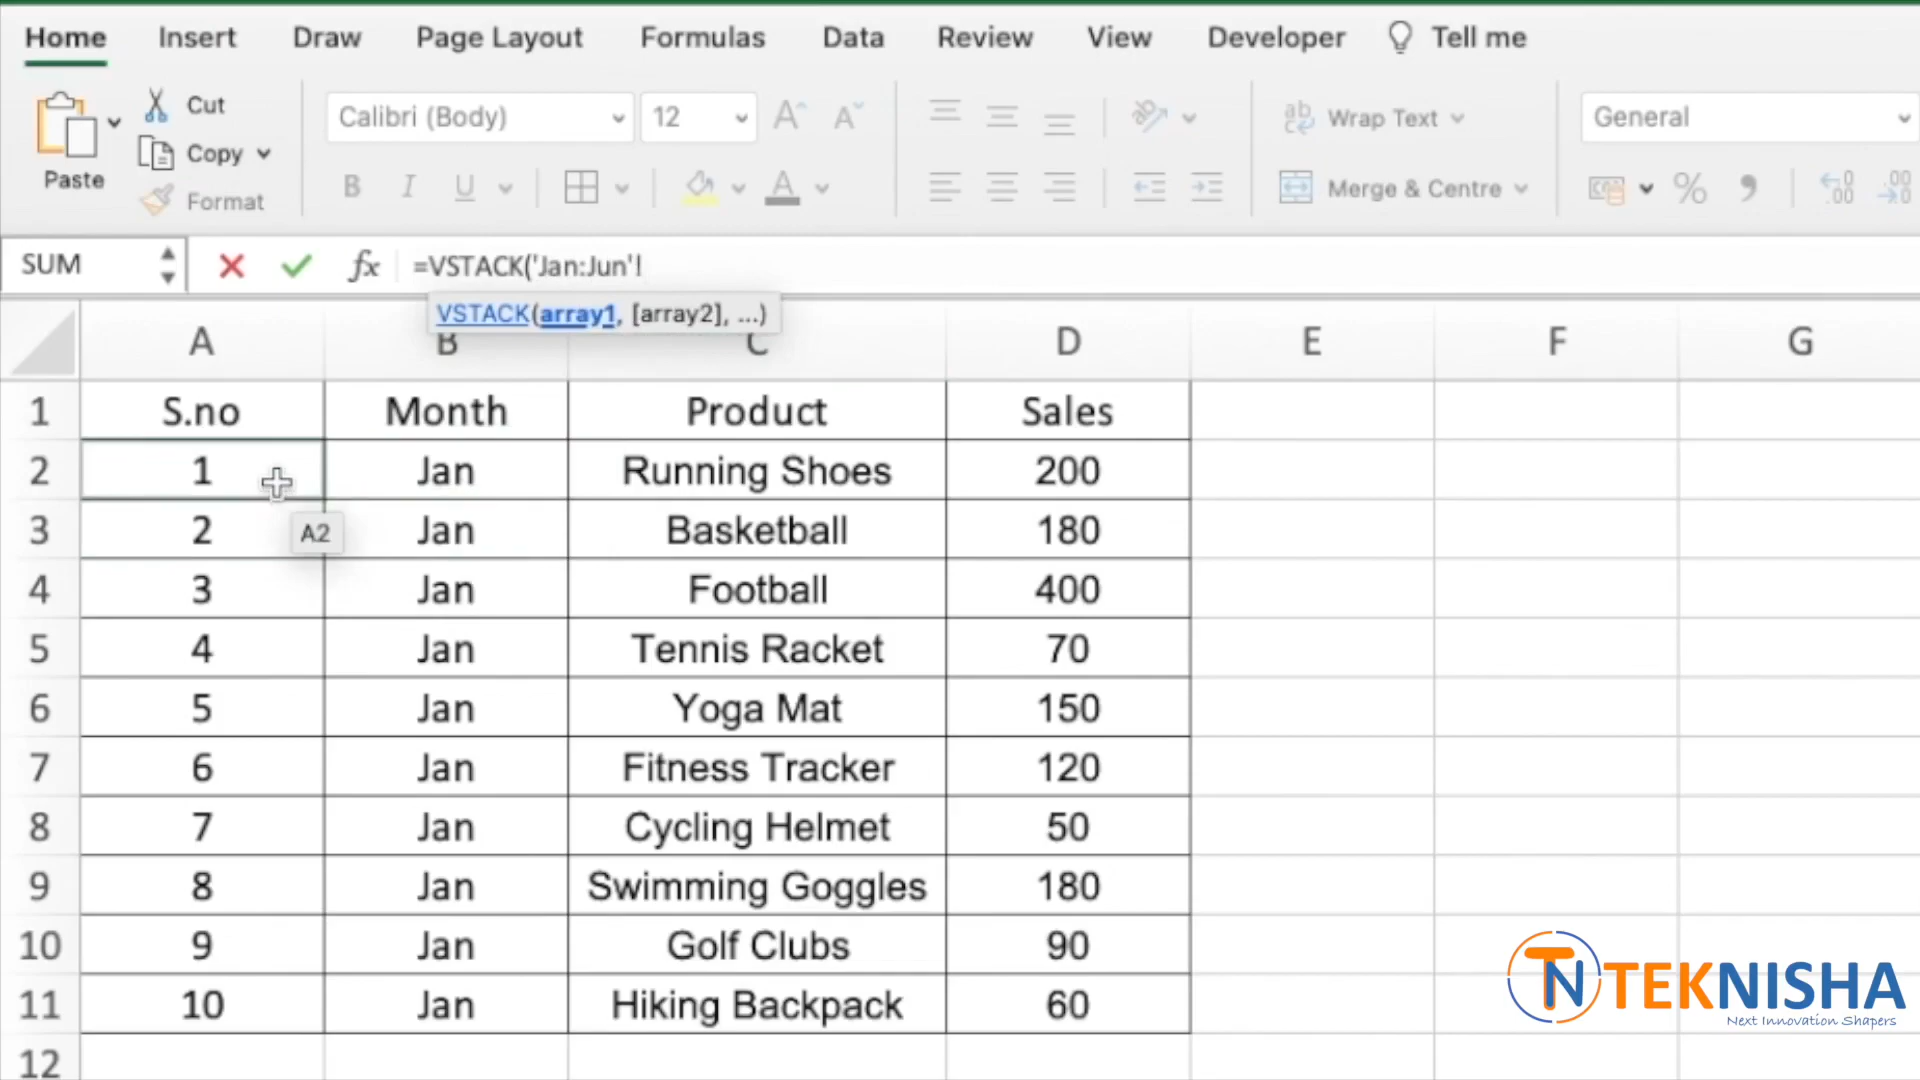 Home Insert Draw Page Layout Formulas Data Review View Developer Tell me
Paste Cut Copy Format
Calibri (Body) 12 A A Wrap Text General
B I U A Merge & Centre % .00 .00
SUM fx =VSTACK('Jan:Jun'!
VSTACK(array1, [array2], ...)
A B C D E F G
1 S.no Month Product Sales
2 1 Jan Running Shoes 200
3 2 A2 Jan Basketball 180
4 3 Jan Football 400
5 4 Jan Tennis Racket 70
6 5 Jan Yoga Mat 150
7 6 Jan Fitness Tracker 120
8 7 Jan Cycling Helmet 50
9 8 Jan Swimming Goggles 180
10 9 Jan Golf Clubs 90
11 10 Jan Hiking Backpack 60
12
TN TEKNISHA
Next Innovation Shapers